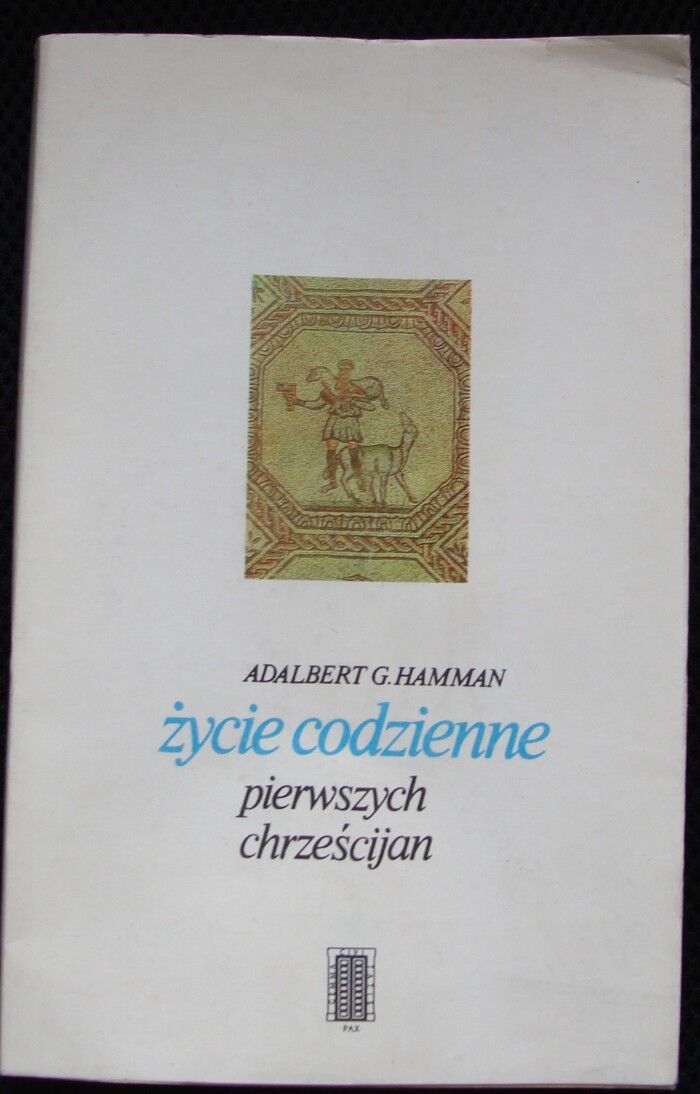 ADALBERT G. HAMMAN
życie codzienne
pierwszych
chrześcijan
PAX